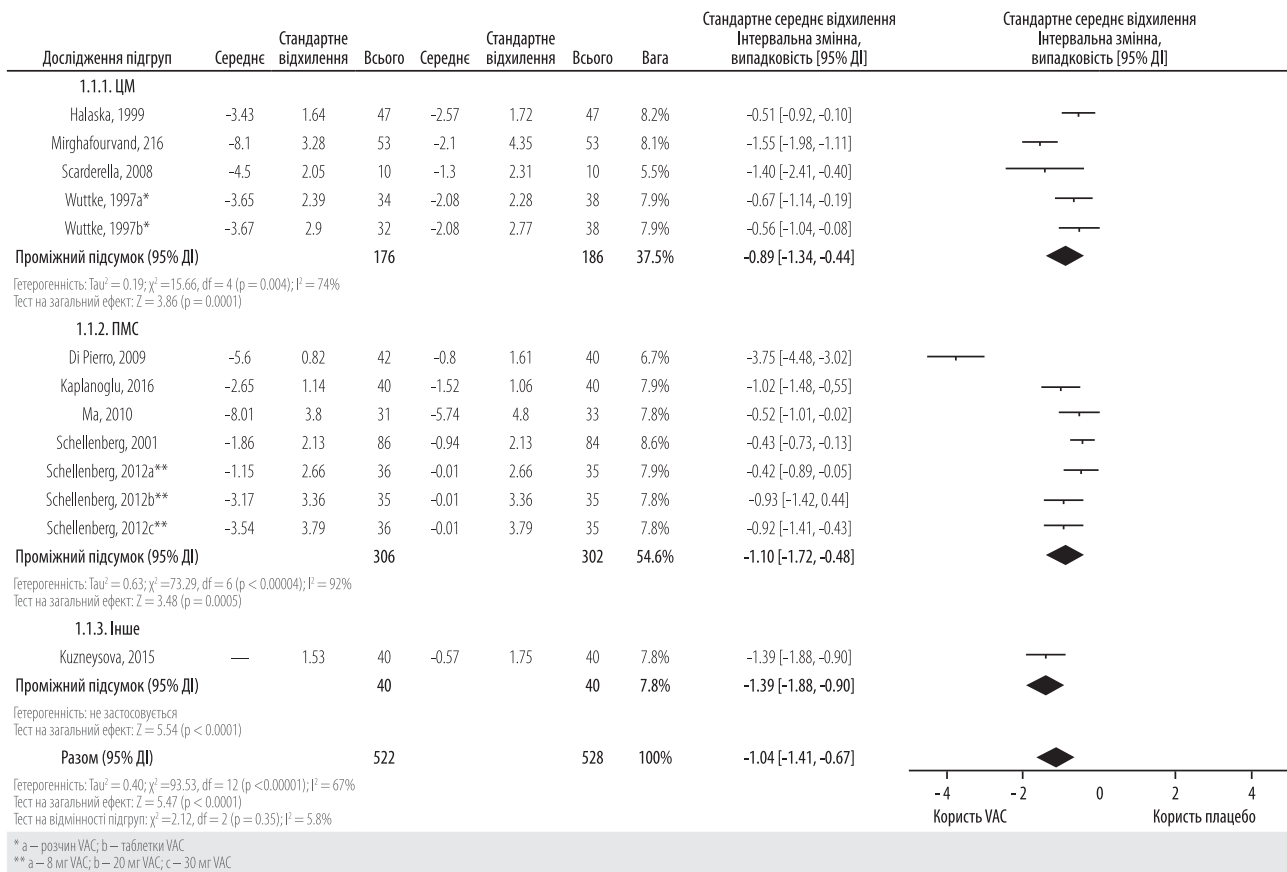 Стандартне середнє відхилення Стандартне середнє відхилення
Стандартне Стандартне Інтервальна змінна, Інтервальна змінна,
Дослідження підгруп Середнє відхилення Всього Середнє відхилення Всього Вага випадковість [95% ДІ] випадковість [95% ДІ]
1.1.1. ЦМ
Halaska, 1999 –3.43 1.64 47 –2.57 1.72 47 8.2% -0.51 [–0.92, –0.10]
Mirghafourvand, 216 –8.1 3.28 53 –2.1 4.35 53 8.1% -1.55 [–1.98, –1.11]
Scarderella, 2008 –4.5 2.05 10 –1.3 2.31 10 5.5% -1.40 [–2.41, –0.40]
Wuttke, 1997a* –3.65 2.39 34 –2.08 2.28 38 7.9% -0.67 [–1.14, –0.19]
Wuttke, 1997b* –3.67 2.9 32 –2.08 2.77 38 7.9% -0.56 [–1.04, –0.08]
Проміжний підсумок (95% ДІ) 176 186 37.5% -0.89 [–1.34, –0.44]
Гетерогенність: Tau² = 0.19; χ² =15.66, df = 4 (p = 0.004); I² = 74%
Тест на загальний ефект: Z = 3.86 (p = 0.0001)
1.1.2. ПМС
Di Pierro, 2009 –5.6 0.82 42 –0.8 1.61 40 6.7% -3.75 [–4.48, –3.02]
Kaplanoglu, 2016 –2.65 1.14 40 –1.52 1.06 40 7.9% -1.02 [–1.48, –0,55]
Ma, 2010 –8.01 3.8 31 –5.74 4.8 33 7.8% -0.52 [–1.01, –0.02]
Schellenberg, 2001 –1.86 2.13 86 –0.94 2.13 84 8.6% -0.43 [–0.73, –0.13]
Schellenberg, 2012a** –1.15 2.66 36 –0.01 2.66 35 7.9% -0.42 [–0.89, –0.05]
Schellenberg, 2012b** –3.17 3.36 35 –0.01 3.36 35 7.8% -0.93 [–1.42, 0.44]
Schellenberg, 2012c** –3.54 3.79 36 –0.01 3.79 35 7.8% -0.92 [–1.41, –0.43]
Проміжний підсумок (95% ДІ) 306 302 54.6% -1.10 [–1.72, –0.48]
Гетерогенність: Tau² = 0.63; χ² =73.29, df = 6 (p < 0.00004); I² = 92%
Тест на загальний ефект: Z = 3.48 (p = 0.0005)
1.1.3. Інше
Kuzneysova, 2015 — 1.53 40 –0.57 1.75 40 7.8% -1.39 [–1.88, –0.90]
Проміжний підсумок (95% ДІ) 40 40 7.8% -1.39 [–1.88, –0.90]
Гетерогенність: не застосовується
Тест на загальний ефект: Z = 5.54 (p < 0.0001)
Разом (95% ДІ) 522 528 100% -1.04 [–1.41, –0.67]
Гетерогенність: Tau² = 0.40; χ² =93.53, df = 12 (p <0.00001); I² = 67%
Тест на загальний ефект: Z = 5.47 (p < 0.0001)
Тест на відмінності підгруп: χ² =2.12, df = 2 (p = 0.35); I² = 5.8%
- 4 - 2 0 2 4
Користь VAC Користь плацебо
* a – розчин VAC; b – таблетки VAC
** a – 8 мг VAC; b – 20 мг VAC; c – 30 мг VAC